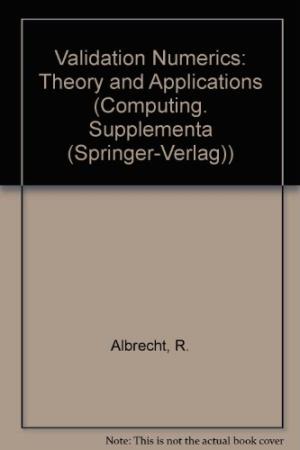 Validation Numerics:
Theory and Applications
(Computing.
Supplementa
(Springer-Verlag))
Albrecht, R.
Note: This is not the actual book cover